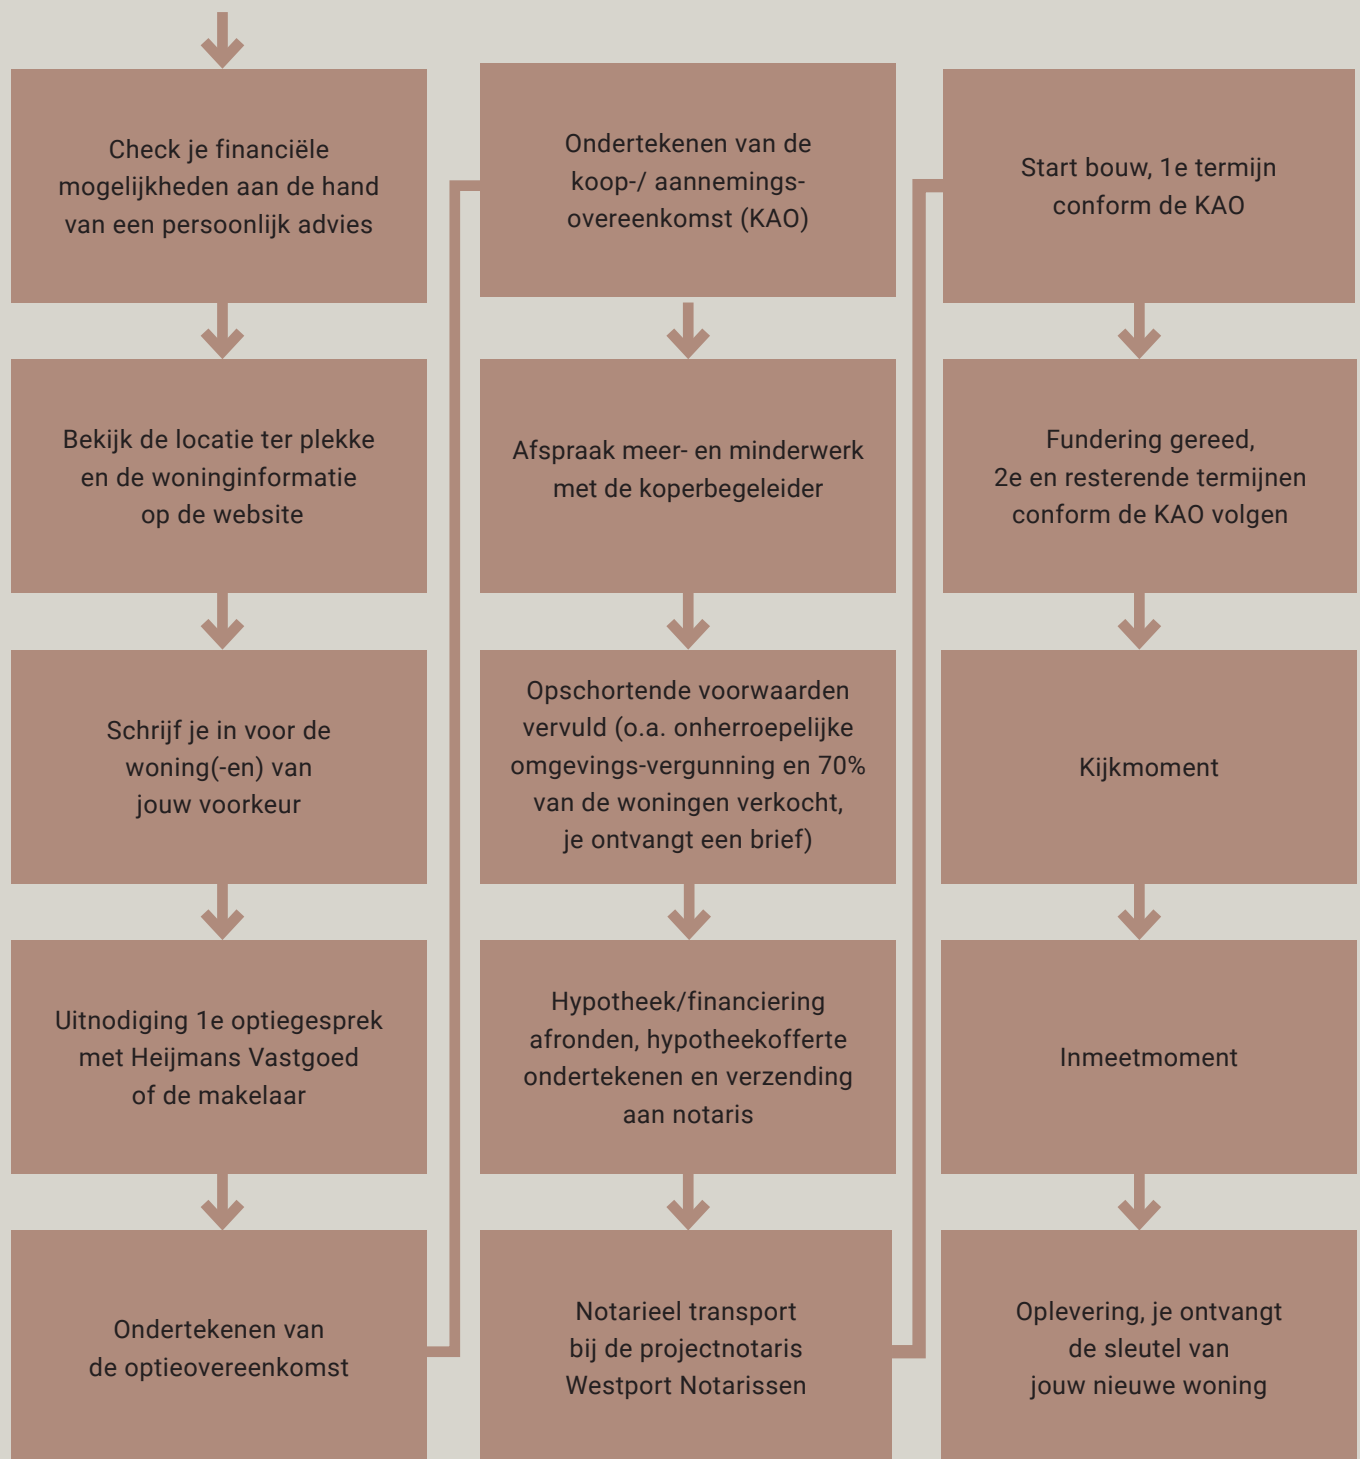 Check je financiële
mogelijkheden aan de hand
van een persoonlijk advies
Bekijk de locatie ter plekke
en de woninginformatie
op de website
Schrijf je in voor de
woning(-en) van
jouw voorkeur
Uitnodiging 1e optiegesprek
met Heijmans Vastgoed
of de makelaar
Ondertekenen van
de optieovereenkomst
Ondertekenen van de
koop-/ aannemings-
overeenkomst (KAO)
Afspraak meer- en minderwerk
met de koperbegeleider
Opschortende voorwaarden
vervuld (o.a. onherroepelijke
omgevings-vergunning en 70%
van de woningen verkocht,
je ontvangt een brief)
Hypotheek/financiering
afronden, hypotheekofferte
ondertekenen en verzending
aan notaris
Notarieel transport
bij de projectnotaris
Westport Notarissen
Start bouw, 1e termijn
conform de KAO
Fundering gereed,
2e en resterende termijnen
conform de KAO volgen
Kijkmoment
Inmeetmoment
Oplevering, je ontvangt
de sleutel van
jouw nieuwe woning